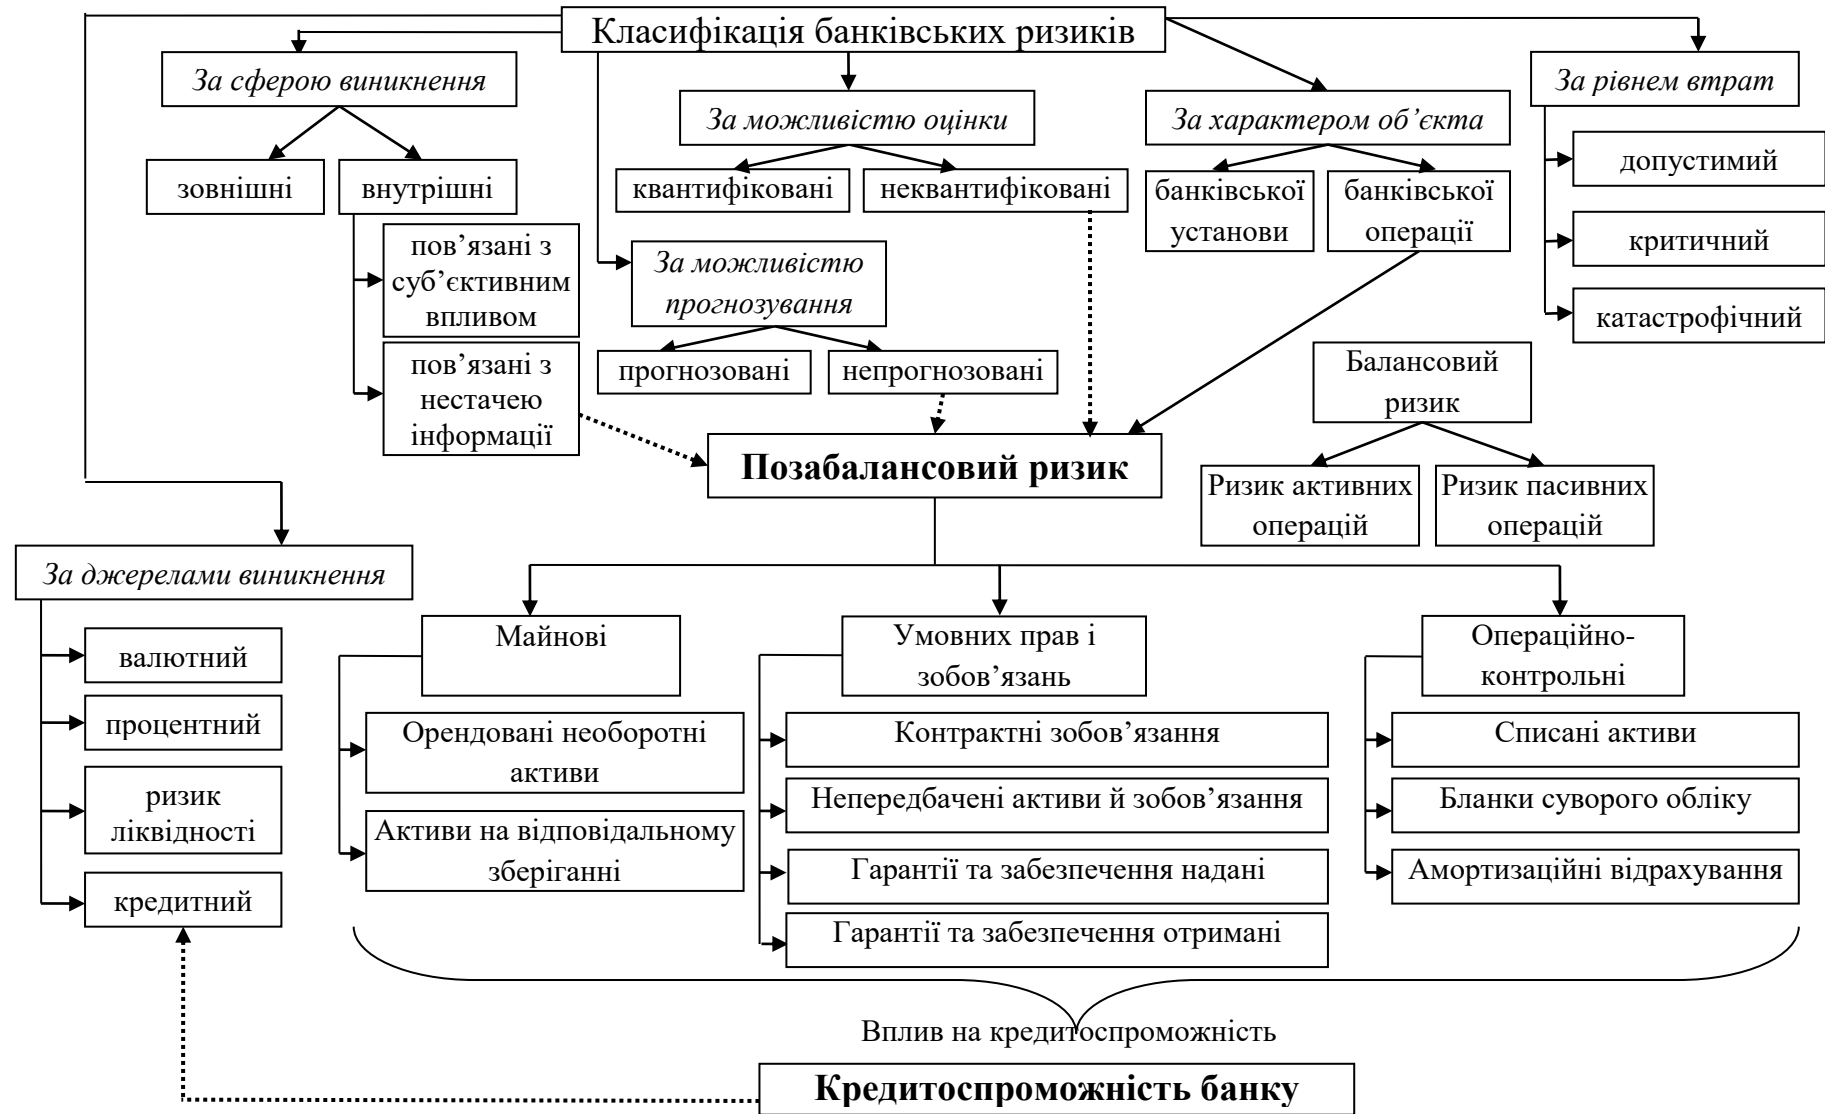 Класифікація банківських ризиків
За сферою виникнення
За рівнем втрат
За можливістю оцінки
За характером об’єкта
допустимий
зовнішні
внутрішні
квантифіковані
неквантифіковані
банківської
установи
банківської
операції
критичний
пов’язані з
суб’єктивним
впливом
За можливістю
прогнозування
катастрофічний
пов’язані з
нестачею
інформації
прогнозовані
непрогнозовані
Балансовий
ризик
Позабалансовий ризик
Ризик активних
операцій
Ризик пасивних
операцій
За джерелами виникнення
валютний
процентний
ризик
ліквідності
кредитний
Майнові
Орендовані необоротні
активи
Активи на відповідальному
зберіганні
Умовних прав і
зобов’язань
Контрактні зобов’язання
Непередбачені активи й зобов’язання
Гарантії та забезпечення надані
Гарантії та забезпечення отримані
Операційно-
контрольні
Списані активи
Бланки суворого обліку
Амортизаційні відрахування
Вплив на кредитоспроможність
Кредитоспроможність банку